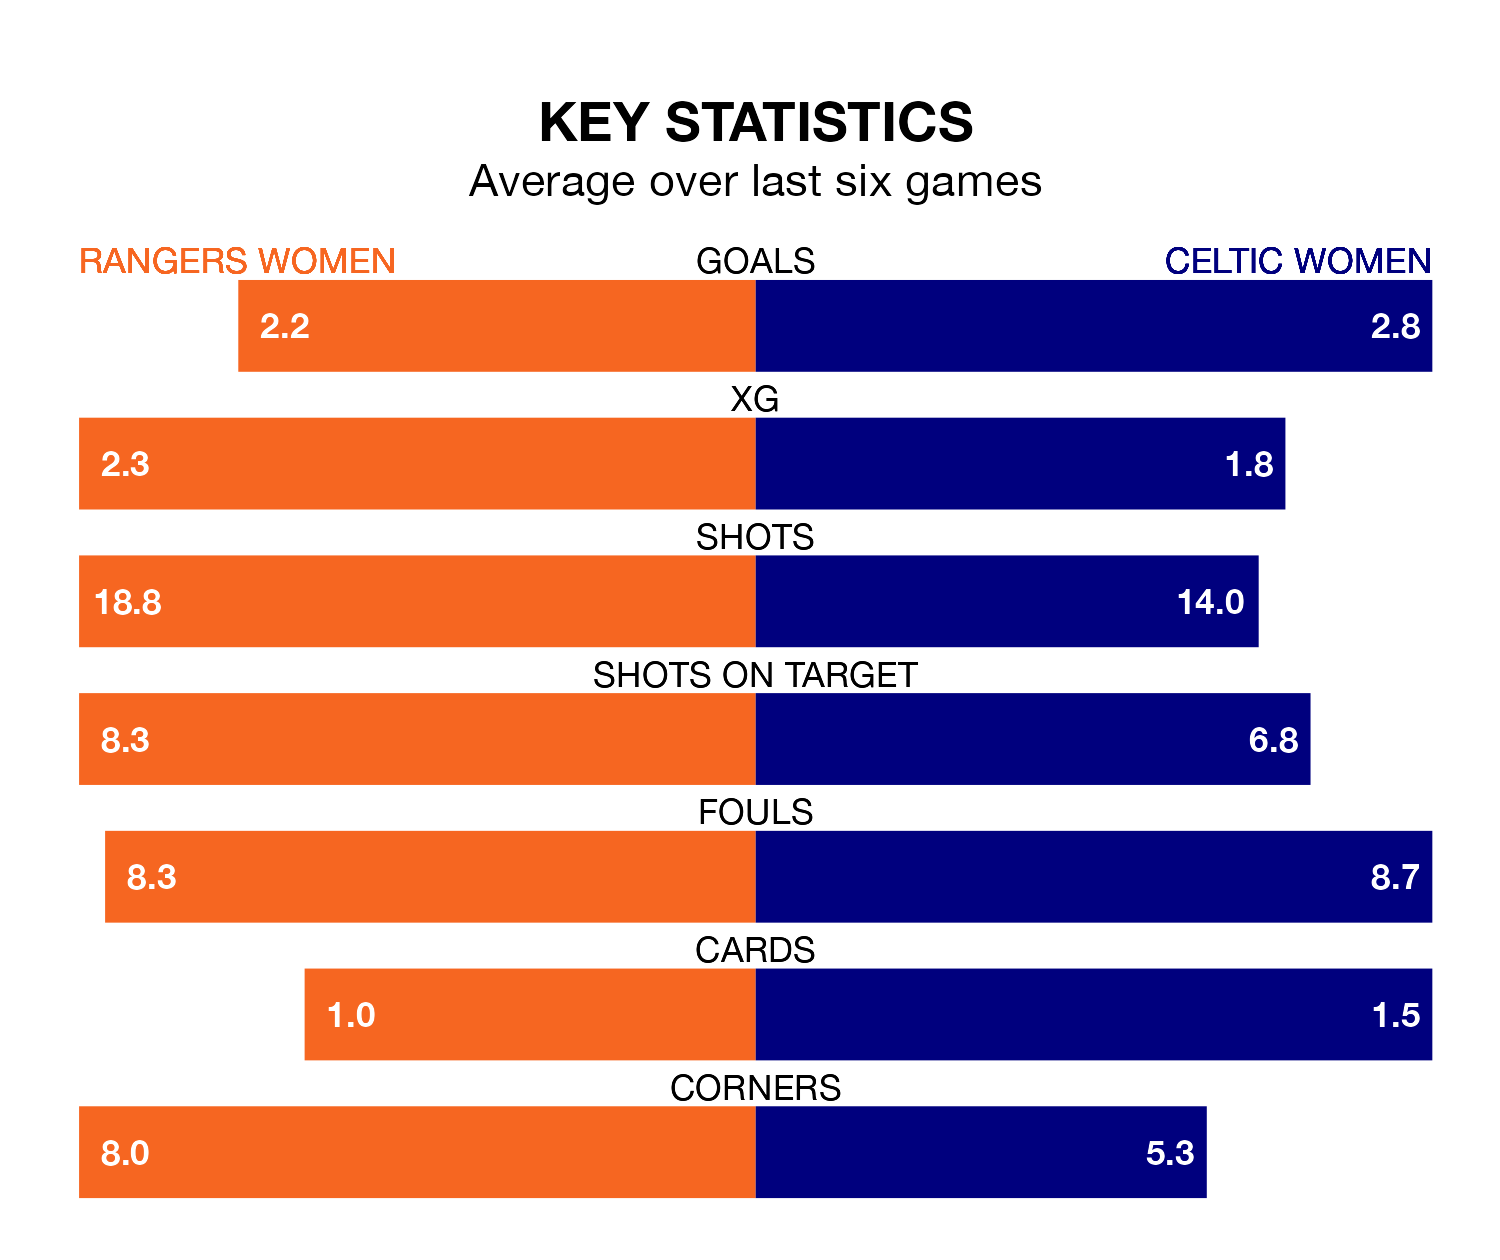 KEY STATISTICS
Average over last six games
RANGERS WOMEN GOALS CELTIC WOMEN
2.2 2.8
XG
2.3 1.8
SHOTS
18.8 14.0
SHOTS ON TARGET
8.3 6.8
FOULS
8.3 8.7
CARDS
1.0 1.5
CORNERS
8.0 5.3